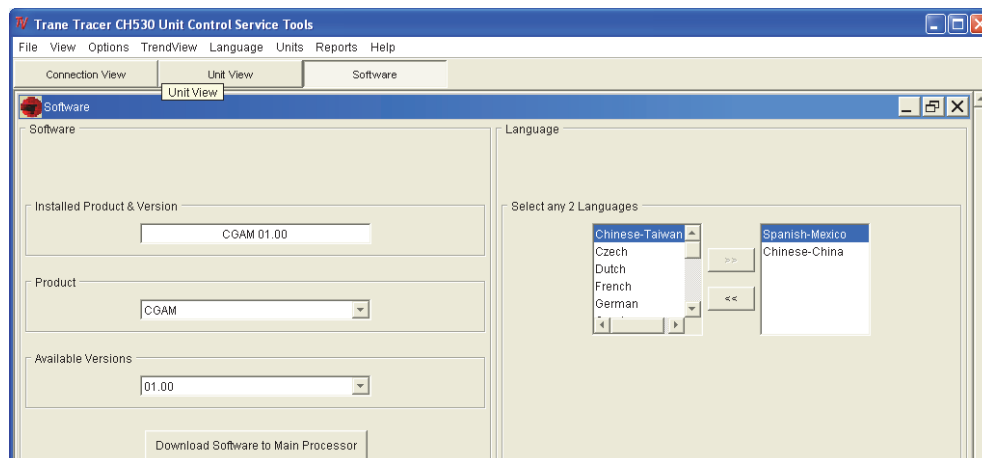 TV Trane Tracer CH530 Unit Control Service Tools
File View Options TrendView Language Units Reports Help
Connection View Unit View Software
Unit View
Software
Software
Installed Product & Version
CGAM 01.00
Product
CGAM
Available Versions
01.00
Download Software to Main Processor
Language
Select any 2 Languages
Chinese-Taiwan
Czech
Dutch
French
German
>>
<<
Spanish-Mexico
Chinese-China